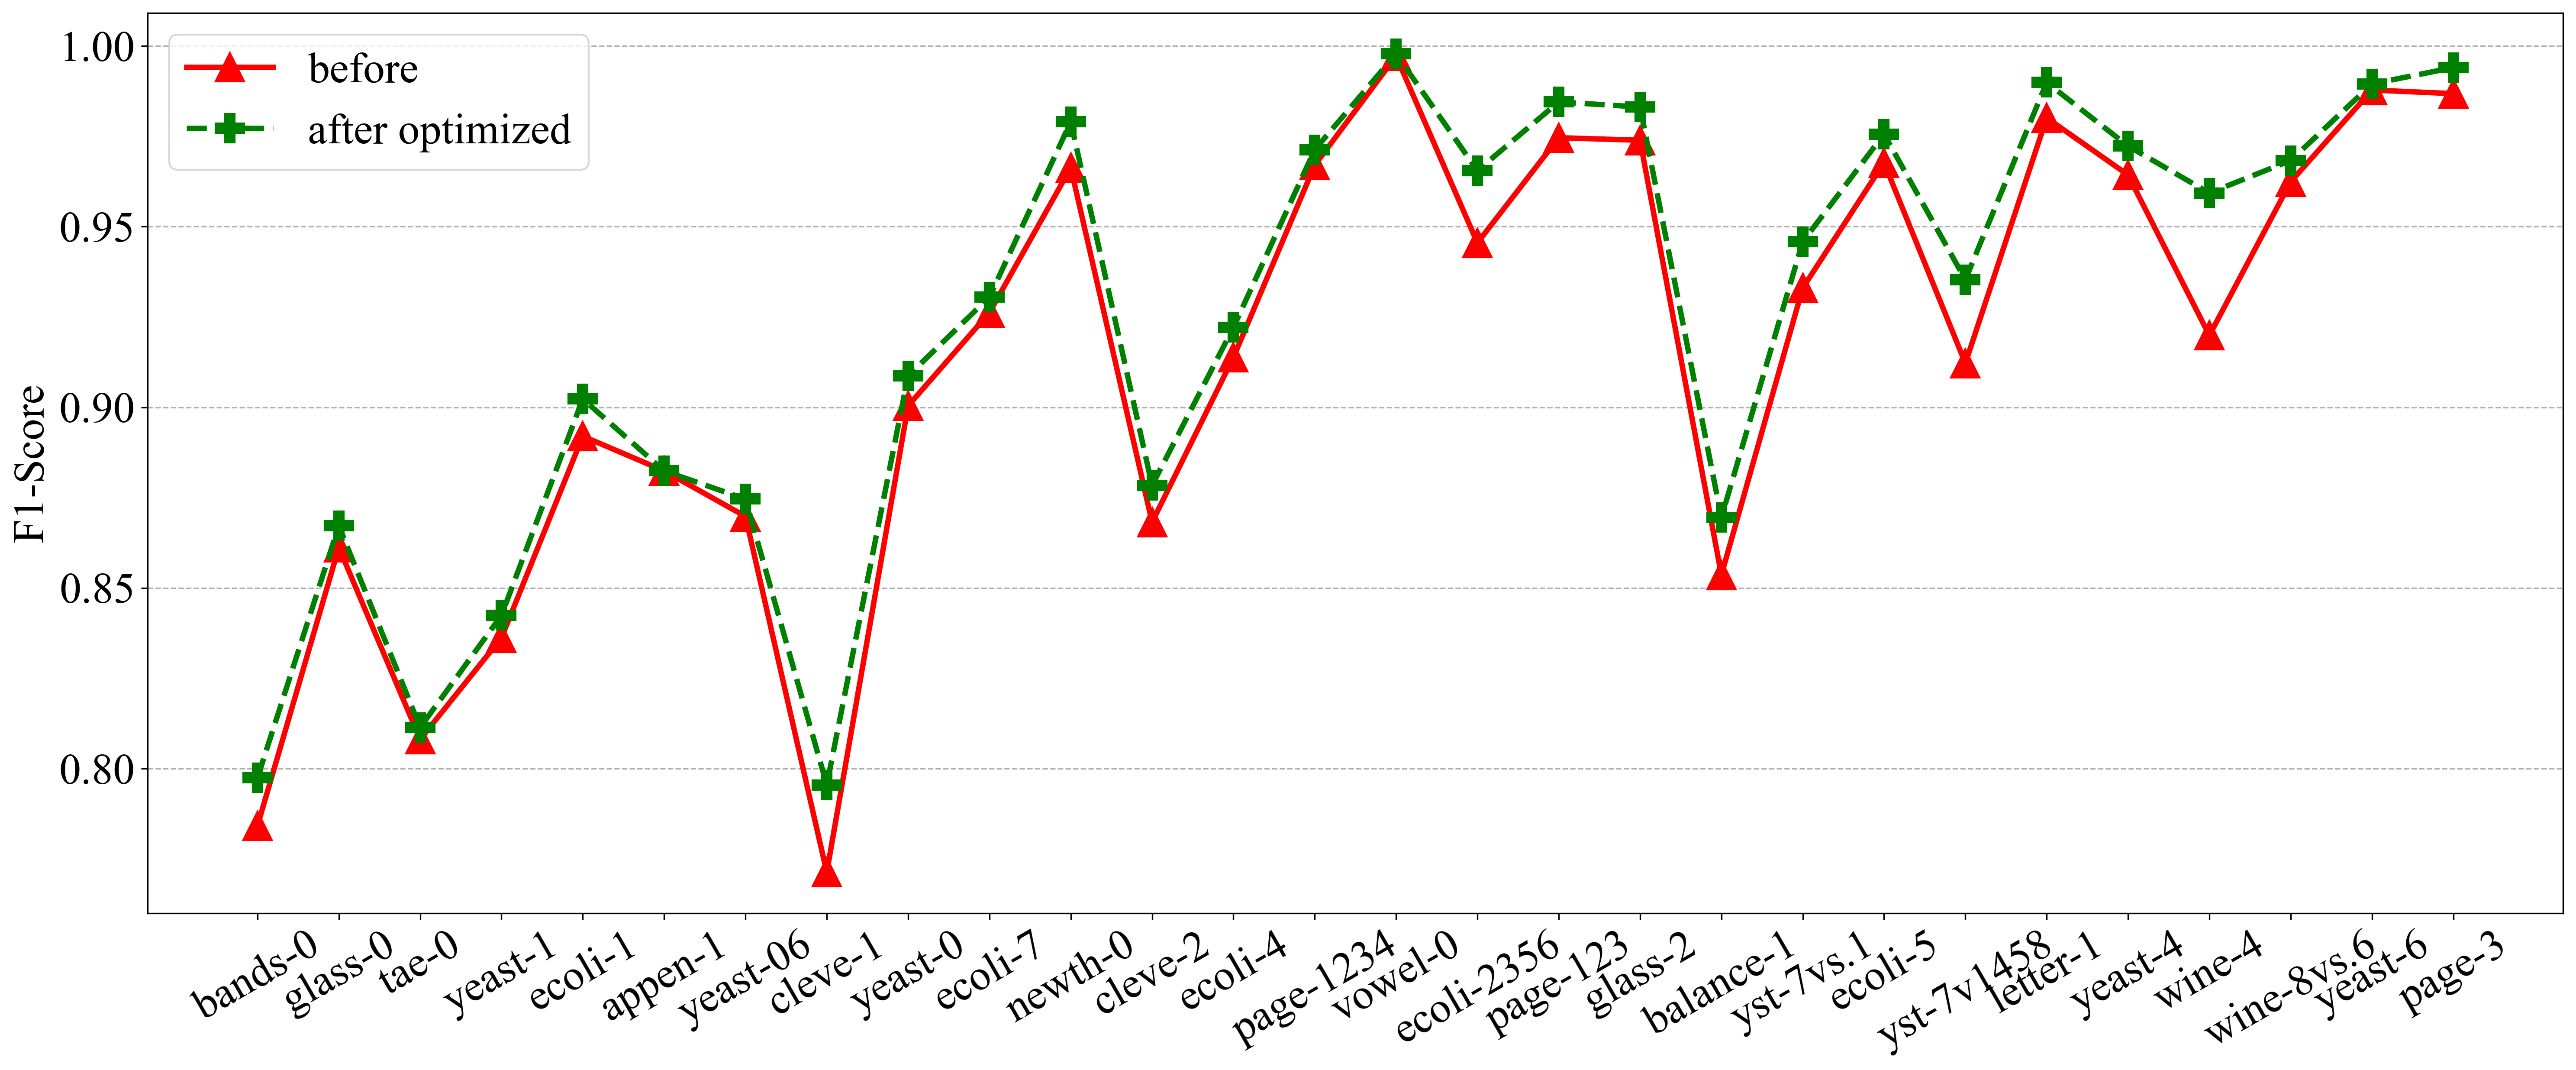 before
after optimized
F1-Score
1.00
0.95
0.90
0.85
0.80
bands-0
glass-0
tae-0
yeast-1
ecoli-1
appen-1
yeast-06
cleve-1
yeast-0
ecoli-7
newth-0
cleve-2
ecoli-4
page-1234
vowel-0
ecoli-2356
page-123
glass-2
balance-1
yst-7vs.1
ecoli-5
yst-7v1458
letter-1
yeast-4
wine-4
wine-8vs.6
yeast-6
page-3